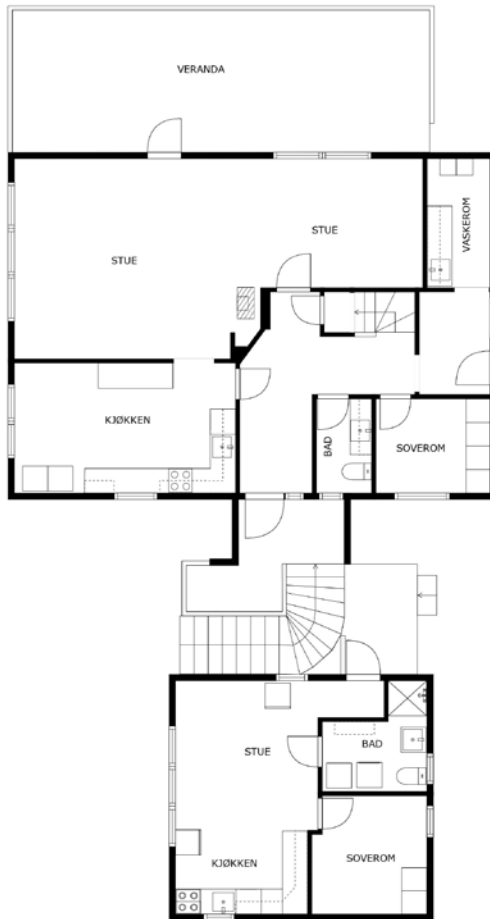 VERANDA
VASKEROM
STUE
STUE
KJØKKEN
BAD
SOVEROM
STUE
BAD
KJØKKEN
SOVEROM